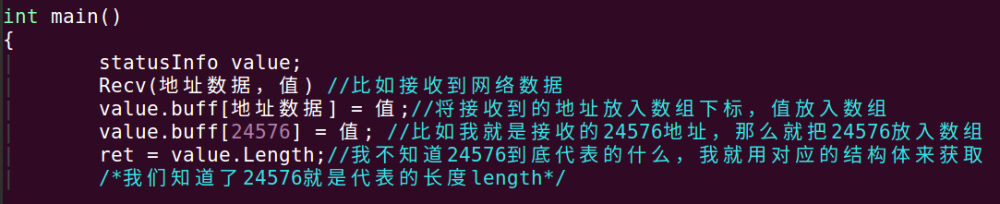 int main()
{
statusInfo value;
Recv(地址数据，值) //比如接收到网络数据
value.buff[地址数据] = 值;//将接收到的地址放入数组下标，值放入数组
value.buff[24576] = 值; //比如我就是接收的24576地址，那么就把24576放入数组
ret = value.Length;//我不知道24576到底代表的什么，我就用对应的结构体来获取
/*我们知道了24576就是代表的长度length*/